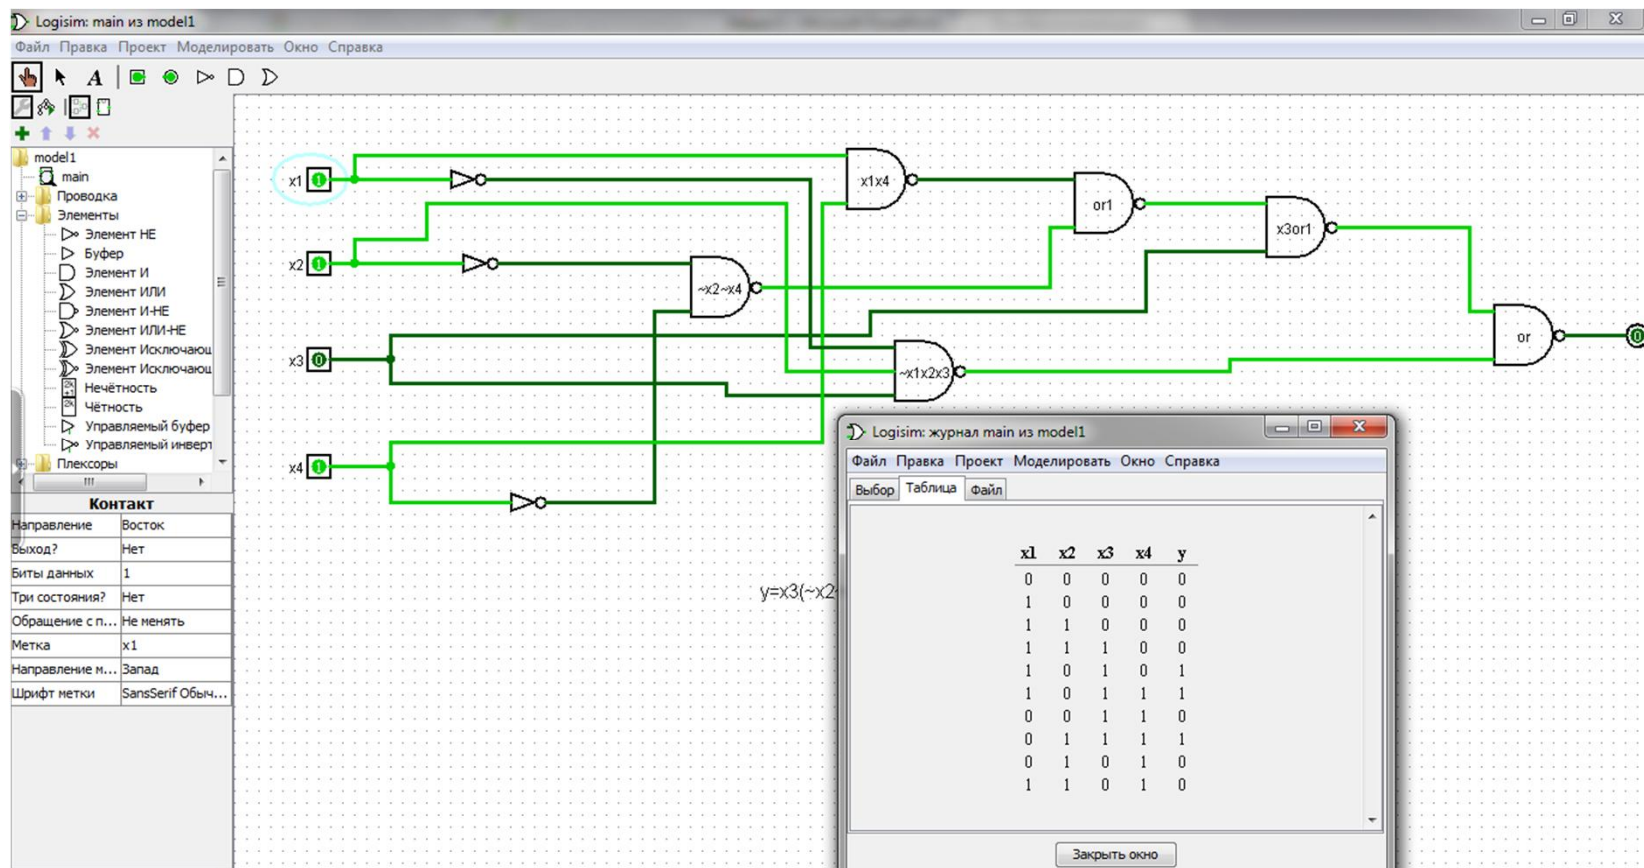 Logisim: main из model1
Файл Правка Проект Моделировать Окно Справка
A
model1
main
Проводка
Элементы
Элемент НЕ
Буфер
Элемент И
Элемент ИЛИ
Элемент И-НЕ
Элемент ИЛИ-НЕ
Элемент Исключающ
Элемент Исключающ
Нечётность
Чётность
Управляемый буфер
Управляемый инверт
Плексоры
Контакт
Направление Восток
Выход? Нет
Биты данных 1
Три состояния? Нет
Обращение с п... Не менять
Метка x1
Направление м... Запад
Шрифт метки SansSerif Обыч...
x1 1
x2 1
x3 0
x4 1
~x2~x4
x1x4
~x1x2x3
or1
x3or1
or
0
y=x3(~x2
Logisim: журнал main из model1
Файл Правка Проект Моделировать Окно Справка
Выбор Таблица Файл
x1 x2 x3 x4 y
0 0 0 0 0
1 0 0 0 0
1 1 0 0 0
1 1 1 0 0
1 0 1 0 1
1 0 1 1 1
0 0 1 1 0
0 1 1 1 1
0 1 0 1 0
1 1 0 1 0
Закрыть окно